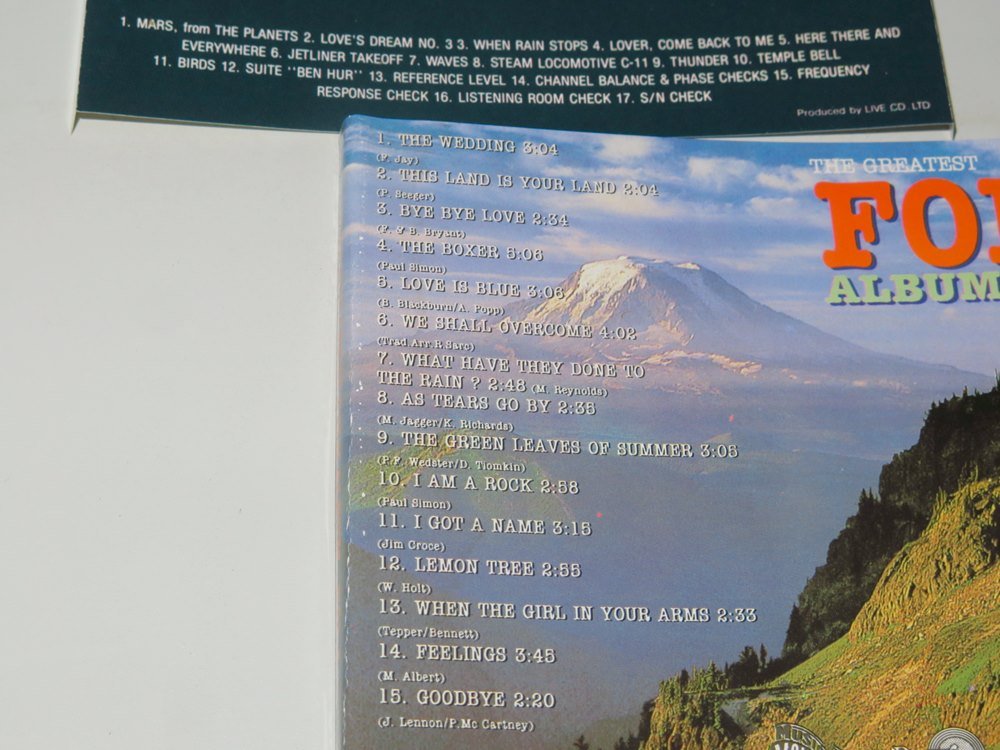 1. MARS, from THE PLANETS 2. LOVE'S DREAM NO. 3 3. WHEN RAIN STOPS 4. LOVER, COME BACK TO ME 5. HERE THERE AND
EVERYWHERE 6. JETLINER TAKEOFF 7. WAVES 8. STEAM LOCOMOTIVE C-11 9. THUNDER 10. TEMPLE BELL
11. BIRDS 12. SUITE "BEN HUR" 13. REFERENCE LEVEL 14. CHANNEL BALANCE & PHASE CHECKS 15. FREQUENCY
RESPONSE CHECK 16. LISTENING ROOM CHECK 17. S/N CHECK
Produced by LIVE CD. LTD
THE GREATEST
FO
ALBUM
1. THE WEDDING 3:04
(F. Jay)
2. THIS LAND IS YOUR LAND 2:04
(P. Seeger)
3. BYE BYE LOVE 2:34
(F. & B. Bryant)
4. THE BOXER 5:06
(Paul Simon)
5. LOVE IS BLUE 3:06
(B. Blackburn/A. Popp)
6. WE SHALL OVERCOME 4:02
(Trad Arr. R. Sarc)
7. WHAT HAVE THEY DONE TO
THE RAIN ? 2:48 (M. Reynolds)
8. AS TEARS GO BY 2:35
(M. Jagger/K. Richards)
9. THE GREEN LEAVES OF SUMMER 3:05
(P.F. Wedster/D. Tiomkin)
10. I AM A ROCK 2:58
(Paul Simon)
11. I GOT A NAME 3:15
(Jim Croce)
12. LEMON TREE 2:55
(W. Holt)
13. WHEN THE GIRL IN YOUR ARMS 2:33
(Tepper/Bennett)
14. FEELINGS 3:45
(M. Albert)
15. GOODBYE 2:20
(J. Lennon/P.Mc Cartney)